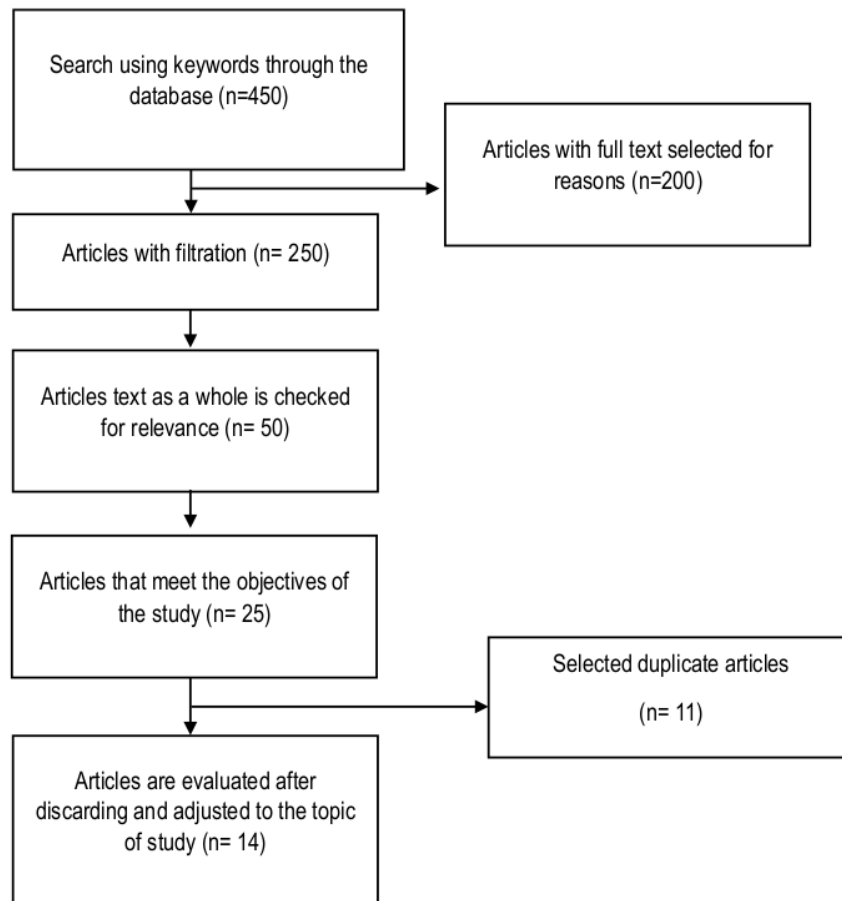 Search using keywords through the
database (n=450)
Articles with full text selected for
reasons (n=200)
Articles with filtration (n= 250)
Articles text as a whole is checked
for relevance (n= 50)
Articles that meet the objectives of
the study (n= 25)
Selected duplicate articles
(n= 11)
Articles are evaluated after
discarding and adjusted to the topic
of study (n= 14)